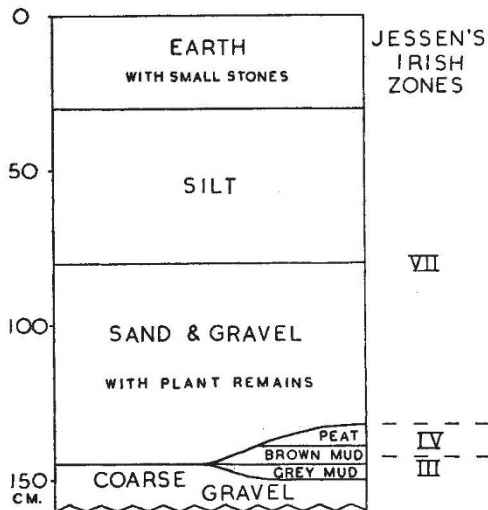 0
50
100
150
CM.
EARTH
WITH SMALL STONES
SILT
SAND & GRAVEL
WITH PLANT REMAINS
PEAT
BROWN MUD
GREY MUD
COARSE
GRAVEL
JESSEN'S
IRISH
ZONES
VII
IV
III